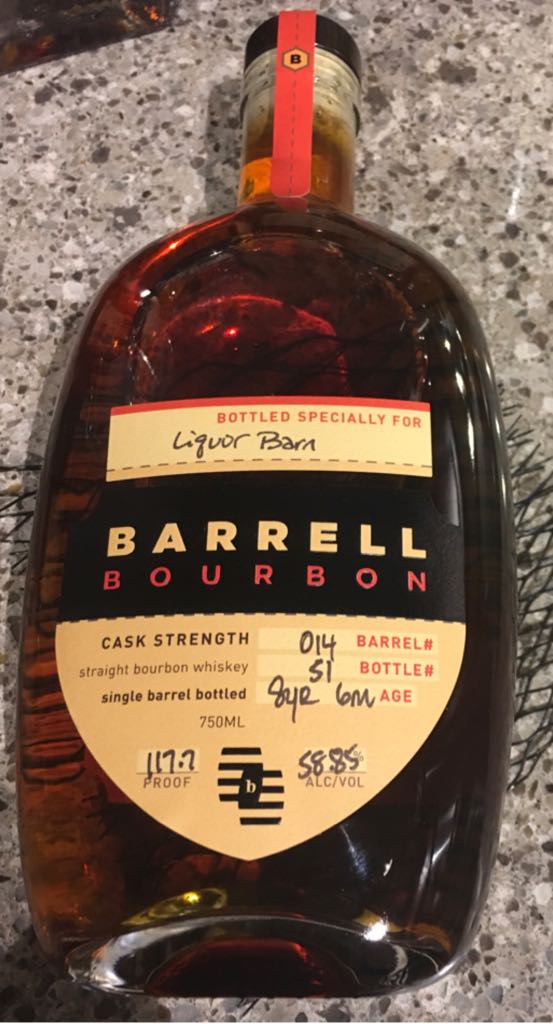 B
BOTTLED SPECIALLY FOR
Liquor Barn
BARRELL
BOURBON
CASK STRENGTH 014 BARREL#
straight bourbon whiskey 51 BOTTLE#
single barrel bottled 8yr 6m AGE
750ML
117.7 58.85%
PROOF b ALC/VOL